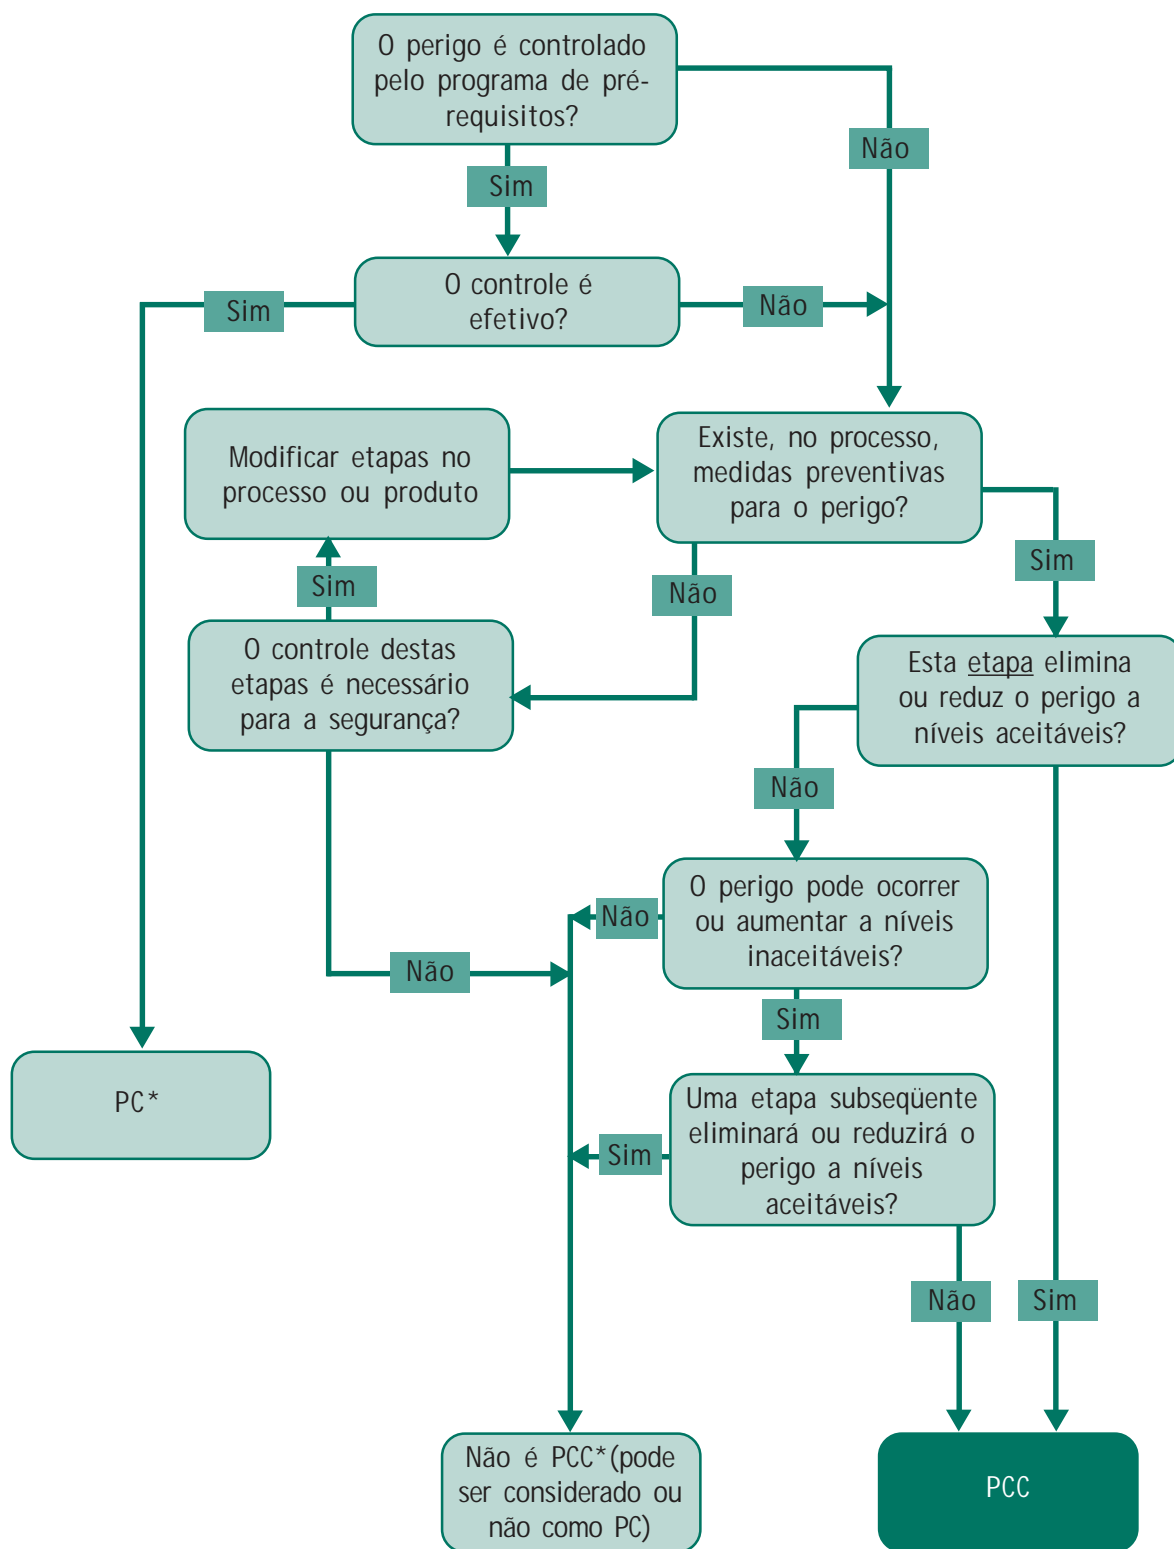 O perigo é controlado
pelo programa de pré-
requisitos?
Não
Sim
O controle é
efetivo?
Sim
Não
Modificar etapas no
processo ou produto
Existe, no processo,
medidas preventivas
para o perigo?
Sim
Não
Sim
O controle destas
etapas é necessário
para a segurança?
Esta etapa elimina
ou reduz o perigo a
níveis aceitáveis?
Não
O perigo pode ocorrer
ou aumentar a níveis
inaceitáveis?
Não
Não
Sim
PC*
Uma etapa subseqüente
eliminará ou reduzirá o
perigo a níveis
aceitáveis?
Sim
Não
Sim
Não é PCC*(pode
ser considerado ou
não como PC)
PCC